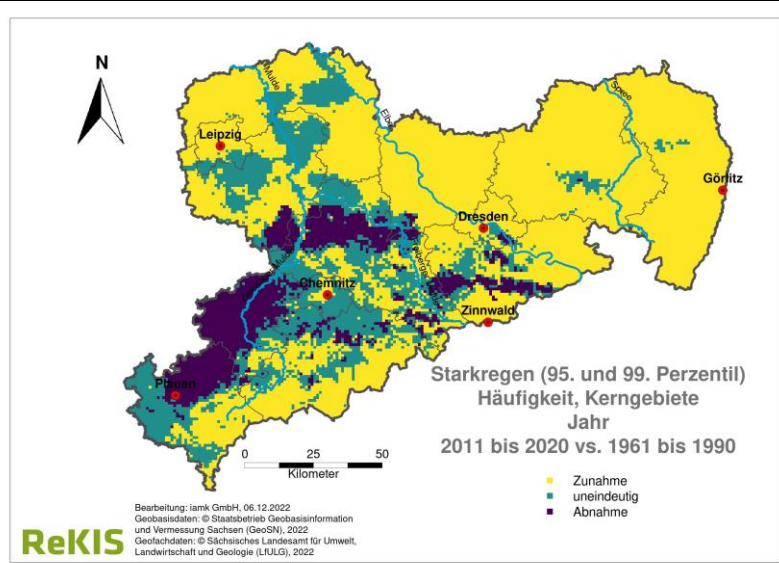 N
Mulde
Elbe
Spree
Leipzig
Görlitz
Dresden
Freiberger
Chemnitz
Zinnwald
Plauen
Starkregen (95. und 99. Perzentil)
Häufigkeit, Kerngebiete
Jahr
2011 bis 2020 vs. 1961 bis 1990
0 25 50
Kilometer
Zunahme
uneindeutig
Abnahme
Bearbeitung: iamk GmbH, 06.12.2022
Geobasisdaten: © Staatsbetrieb Geobasisinformation
und Vermessung Sachsen (GeoSN), 2022
Geofachdaten: © Sächsisches Landesamt für Umwelt,
Landwirtschaft und Geologie (LfULG), 2022
ReKIS